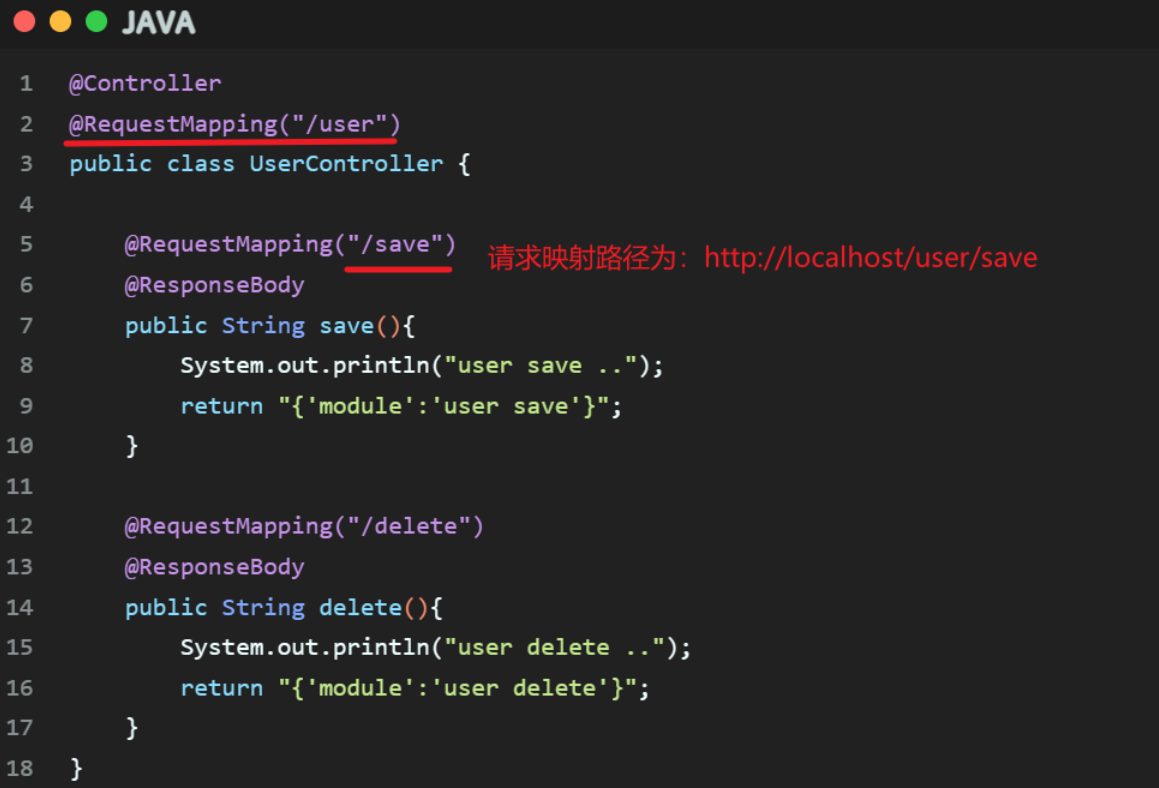 JAVA
1 @Controller
2 @RequestMapping("/user")
3 public class UserController {
4
5 @RequestMapping("/save") 请求映射路径为：http://localhost/user/save
6 @ResponseBody
7 public String save(){
8 System.out.println("user save ..");
9 return "{'module':'user save'}";
10 }
11
12 @RequestMapping("/delete")
13 @ResponseBody
14 public String delete(){
15 System.out.println("user delete ..");
16 return "{'module':'user delete'}";
17 }
18 }